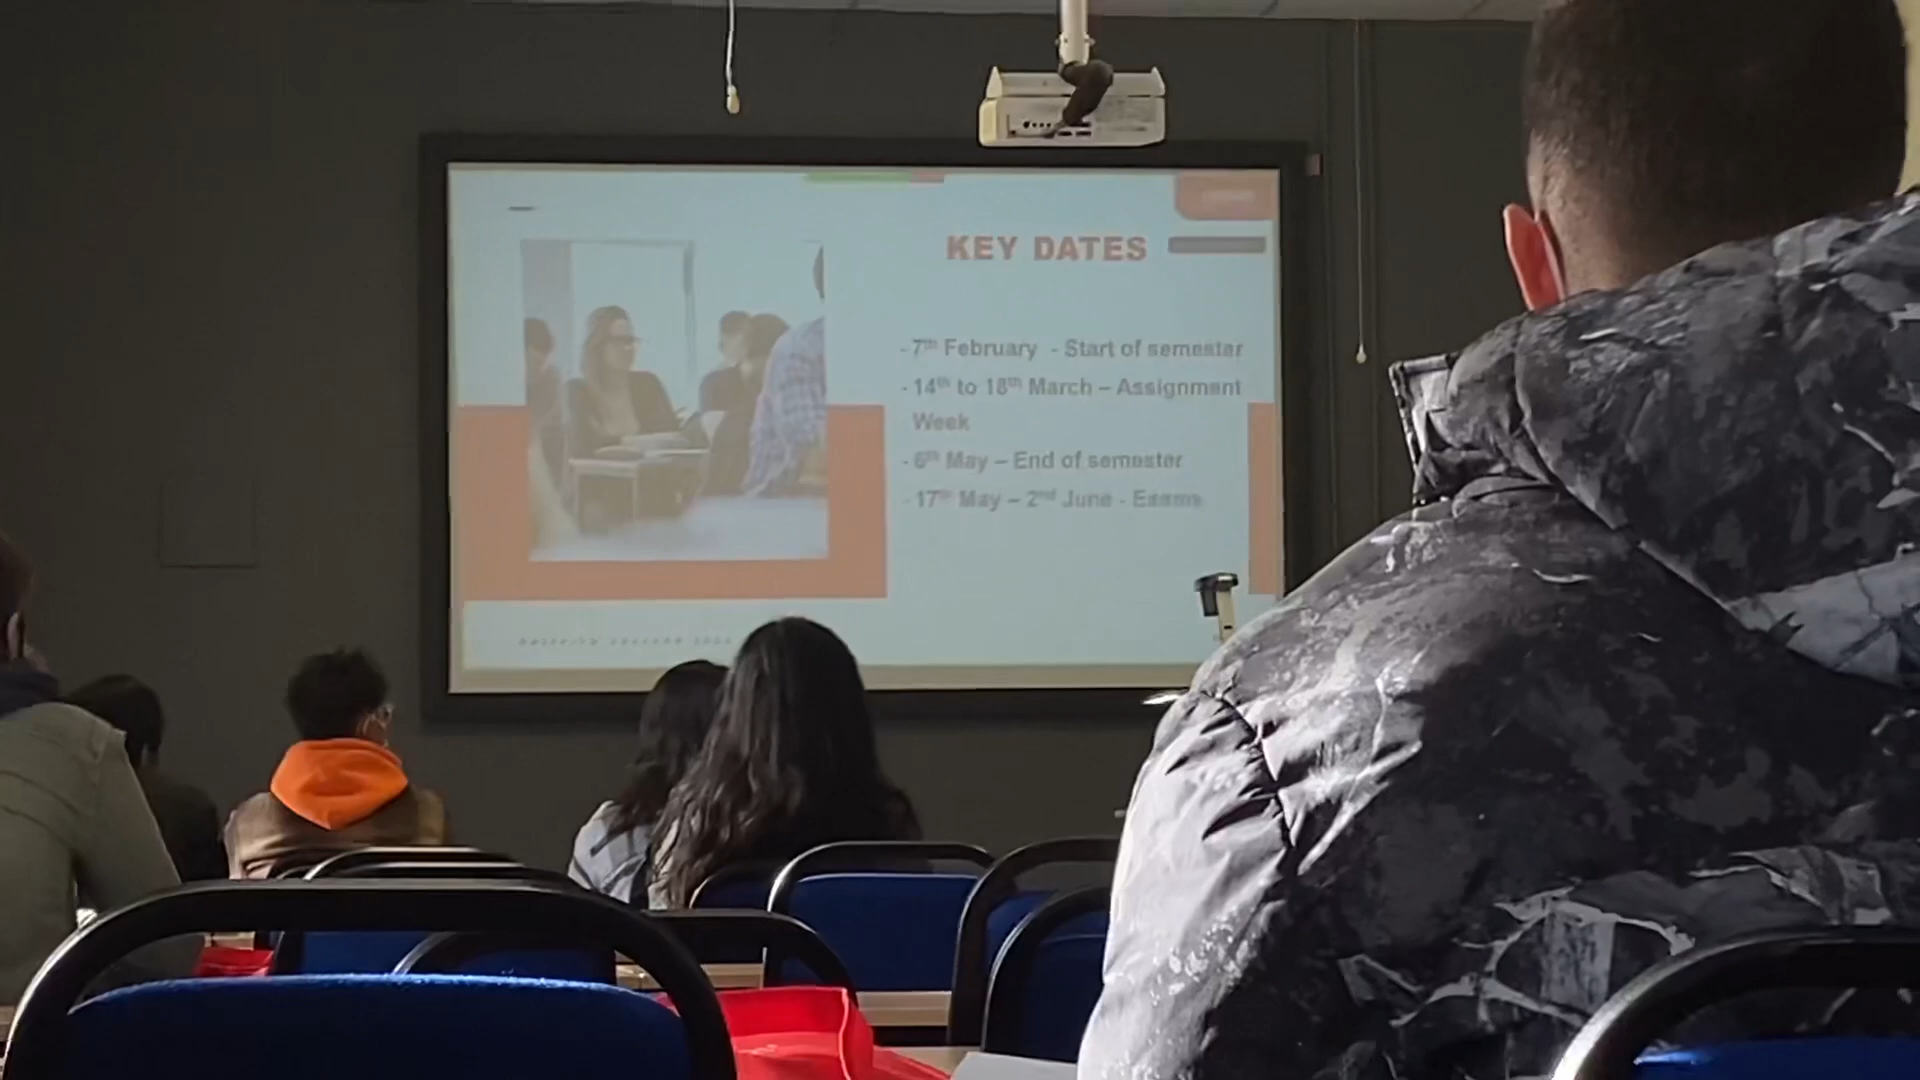 KEY DATES
- 7th February - Start of semester
- 14th to 18th March – Assignment
Week
- 6th May – End of semester
- 17th May – 2nd June - Exams